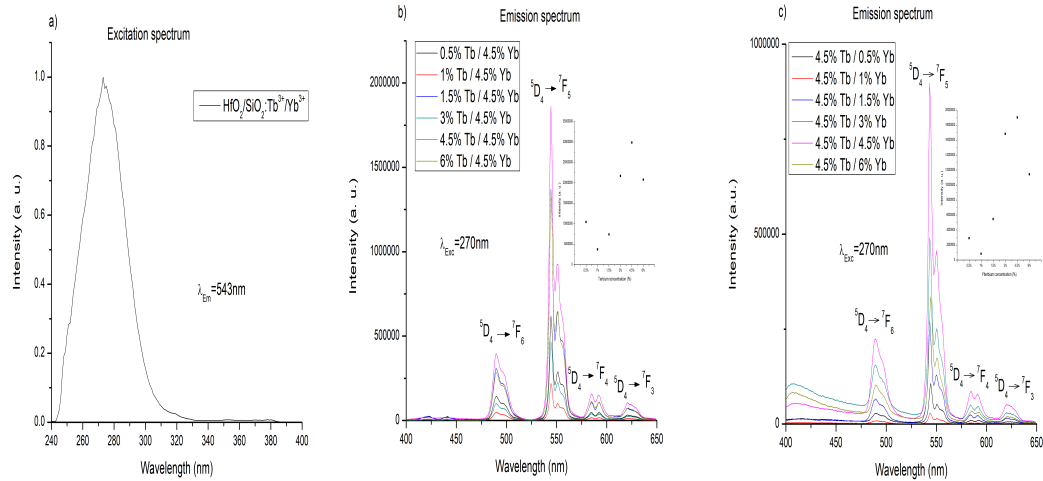 a)
Excitation spectrum
HfO2/SiO2:Tb3+/Yb3+
λEm=543nm
Intensity (a. u.)
1.0
0.8
0.6
0.4
0.2
0.0
240 260 280 300 320 340 360 380 400
Wavelength (nm)
b)
Emission spectrum
0.5% Tb / 4.5% Yb
1% Tb / 4.5% Yb
1.5% Tb / 4.5% Yb
3% Tb / 4.5% Yb
4.5% Tb / 4.5% Yb
6% Tb / 4.5% Yb
5D4 → 7F5
λExc=270nm
5D4 → 7F6
5D4 → 7F4
5D4 → 7F3
Terbium concentration (%)
Intensity (a. u.)
2000000
1500000
1000000
500000
0
400 450 500 550 600 650
Wavelength (nm)
c)
Emission spectrum
4.5% Tb / 0.5% Yb
4.5% Tb / 1% Yb
4.5% Tb / 1.5% Yb
4.5% Tb / 3% Yb
4.5% Tb / 4.5% Yb
4.5% Tb / 6% Yb
5D4 → 7F5
λExc=270nm
5D4 → 7F6
5D4 → 7F4
5D4 → 7F3
Intensity (a. u.)
1000000
500000
0
400 450 500 550 600 650
Wavelength (nm)